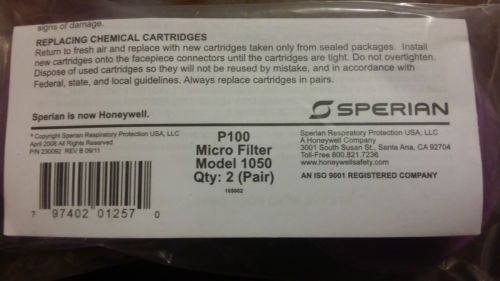 signs of damage.
REPLACING CHEMICAL CARTRIDGES
Return to fresh air and replace with new cartridges taken only from sealed packages. Install
new cartridges onto the facepiece connectors until the cartridges are tight. Do not overtighten.
Dispose of used cartridges so they will not be reused by mistake, and in accordance with
Federal, state, and local guidelines. Always replace cartridges in pairs.
Sperian is now Honeywell.
SPERIAN
© Copyright Sperian Respiratory Protection USA, LLC
April 2006 All Rights Reserved
P/N 230092 REV B 09/11
P100
Micro Filter
Model 1050
Qty: 2 (Pair)
105002
Sperian Respiratory Protection USA, LLC
A Honeywell Company
3001 South Susan St., Santa Ana, CA 92704
Toll-Free 800.821.7236
www.honeywellsafety.com
AN ISO 9001 REGISTERED COMPANY
7 97402 01257 0